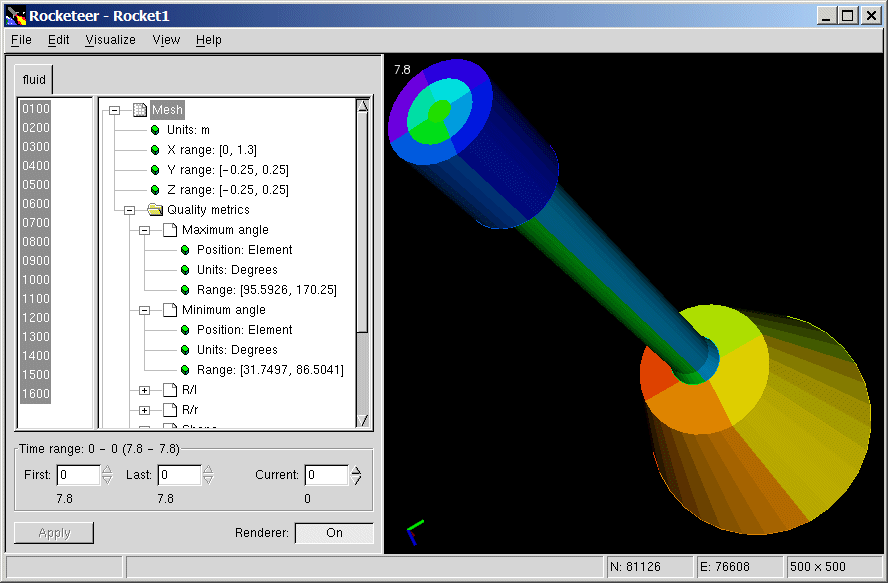 Rocketeer - Rocket1
File Edit Visualize View Help
fluid
0100
0200
0300
0400
0500
0600
0700
0800
0900
1000
1100
1200
1300
1400
1500
1600
Mesh
Units: m
X range: [0, 1.3]
Y range: [-0.25, 0.25]
Z range: [-0.25, 0.25]
Quality metrics
Maximum angle
Position: Element
Units: Degrees
Range: [95.5926, 170.25]
Minimum angle
Position: Element
Units: Degrees
Range: [31.7497, 86.5041]
R/l
R/r
Time range: 0 - 0 (7.8 - 7.8)
First: 0 Last: 0 Current: 0
7.8 7.8 0
Apply Renderer: On
7.8
N: 81126 E: 76608 500 × 500